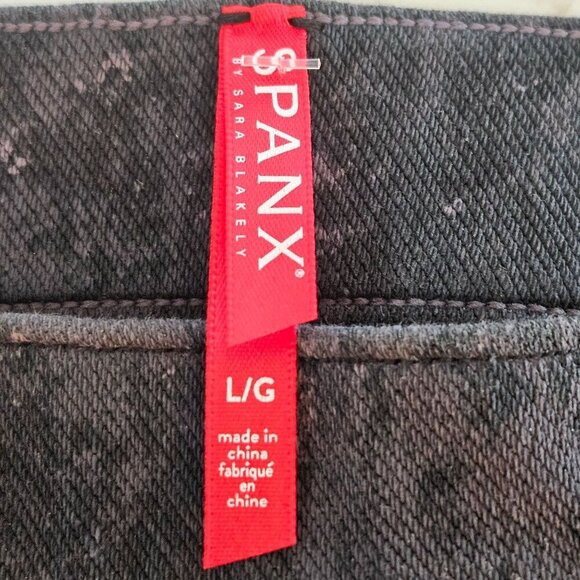 SPANX®
BY SARA BLAKELY
L/G
made in
china
fabriqué
en
chine